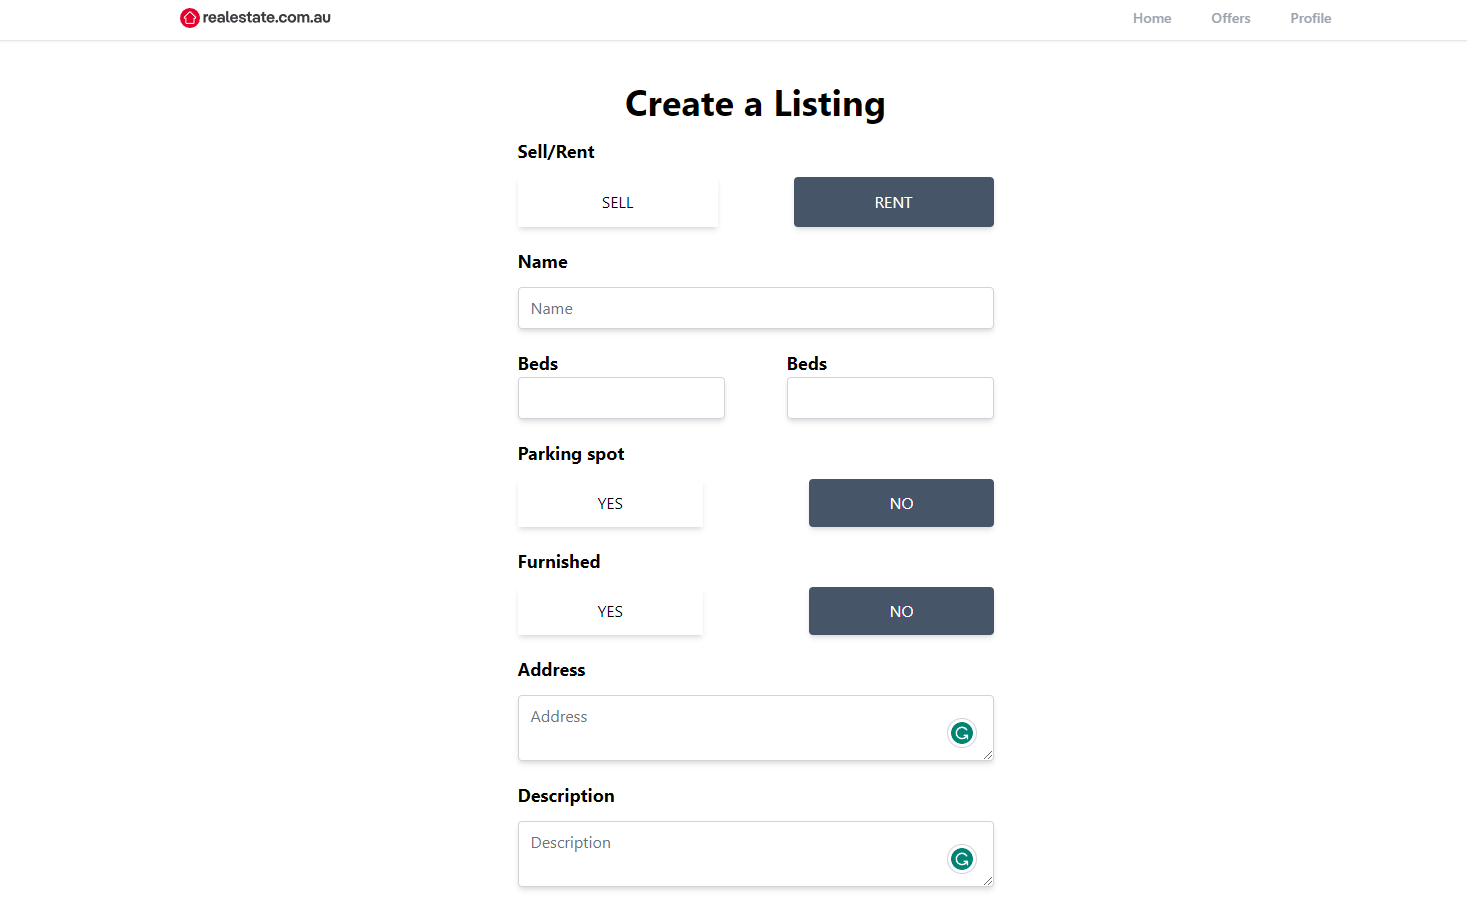 realestate.com.au Home Offers Profile
Create a Listing
Sell/Rent
SELL RENT
Name
Name
Beds Beds
Parking spot
YES NO
Furnished
YES NO
Address
Address
Description
Description